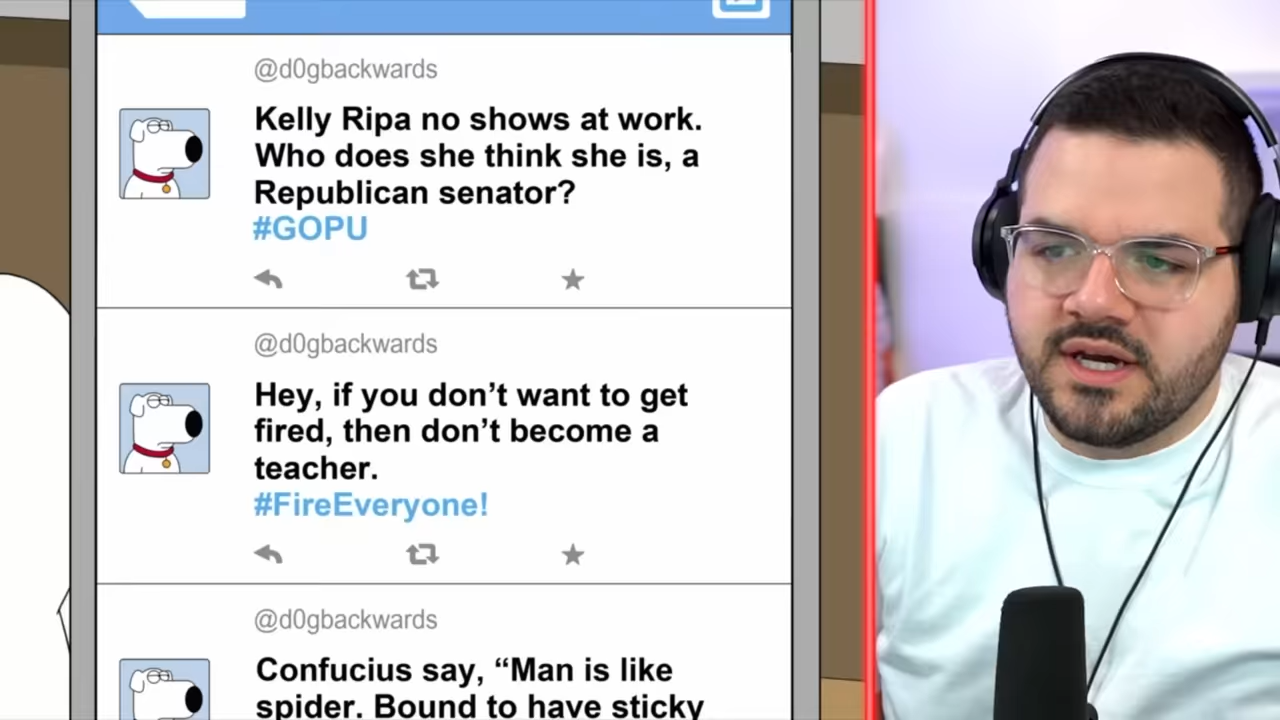 @d0gbackwards
Kelly Ripa no shows at work.
Who does she think she is, a
Republican senator?
#GOPU
@d0gbackwards
Hey, if you don’t want to get
fired, then don’t become a
teacher.
#FireEveryone!
@d0gbackwards
Confucius say, “Man is like
spider. Bound to have sticky